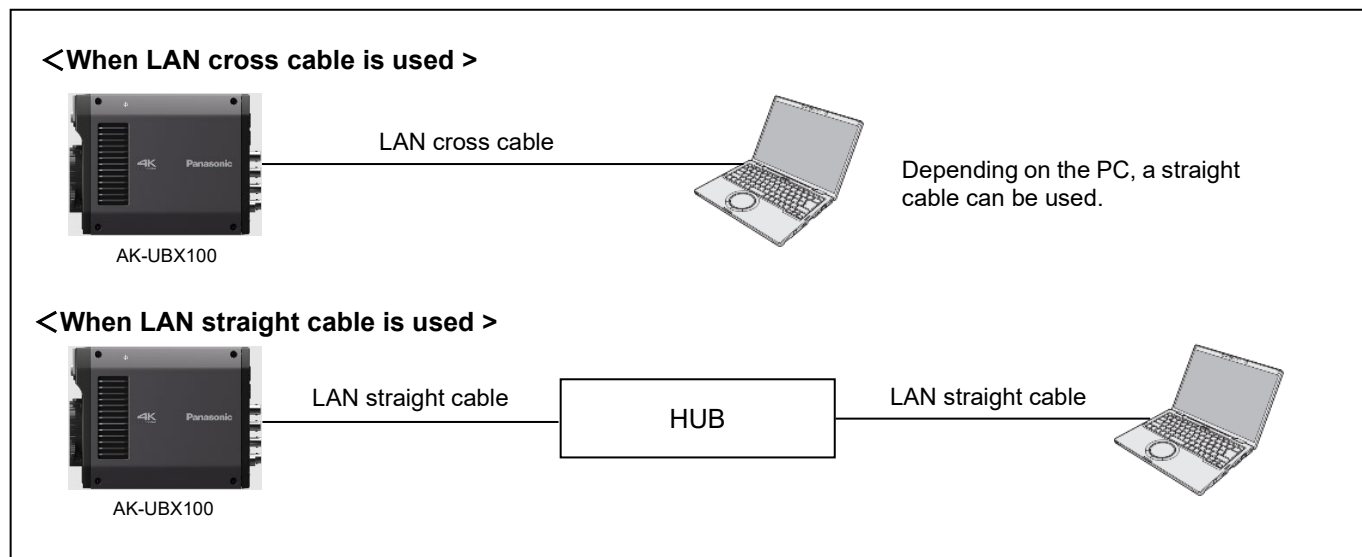 ＜When LAN cross cable is used >
4K
Panasonic
LAN cross cable
Depending on the PC, a straight
cable can be used.
AK-UBX100
＜When LAN straight cable is used >
4K
Panasonic
LAN straight cable
HUB
LAN straight cable
AK-UBX100